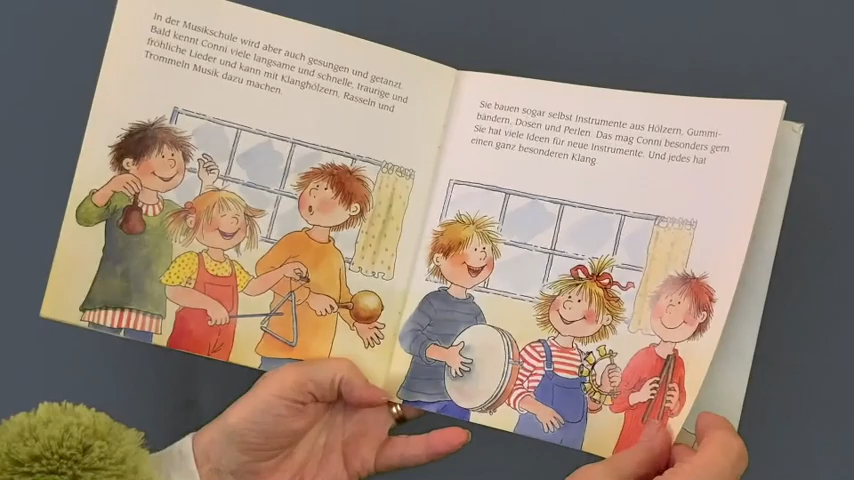 In der Musikschule wird aber auch gesungen und getanzt.
Bald kennt Conni viele langsame und schnelle, traurige und
fröhliche Lieder und kann mit Klanghölzern, Rasseln und
Trommeln Musik dazu machen.
Sie bauen sogar selbst Instrumente aus Hölzern, Gummi-
bändern, Dosen und Perlen. Das mag Conni besonders gern.
Sie hat viele Ideen für neue Instrumente. Und jedes hat
einen ganz besonderen Klang.